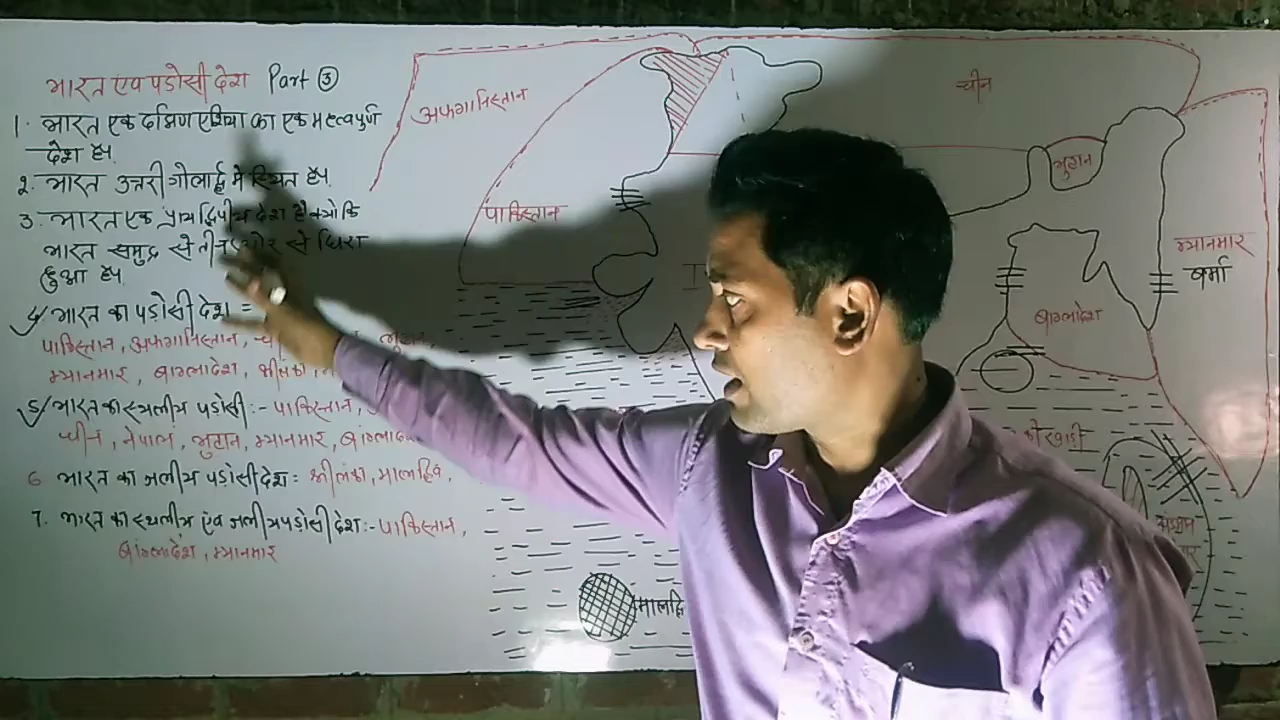 भारत एवं पडोसी देश Part ③
1. भारत एक दक्षिण एशिया का एक महत्वपुर्ण
देश है।
2. भारत उत्तरी गोलार्द्ध मे स्थित है।
3. भारत एक प्रायद्विपीय देश है क्योकि
भारत समुद्र से तीन ओर से घिरा
हुआ है।
4 भारत का पडोसी देश =
पाकिस्तान, अफगानिस्तान,
म्यानमार, बांग्लादेश, श्रीलंका,
5 भारत का स्थलीय पडोसी:- पाकिस्तान,
चीन, नेपाल, भुटान, म्यानमार,
6 भारत का जलीय पडोसी देश: श्रीलंका, मालद्विव,
7. भारत का स्थलीय एंव जलीय पडोसी देश:- पाकिस्तान,
बांग्लादेश, म्यानमार
अफगानिस्तान
चीन
भुटान
पाकिस्तान
म्यानमार
बर्मा
बांग्लादेश